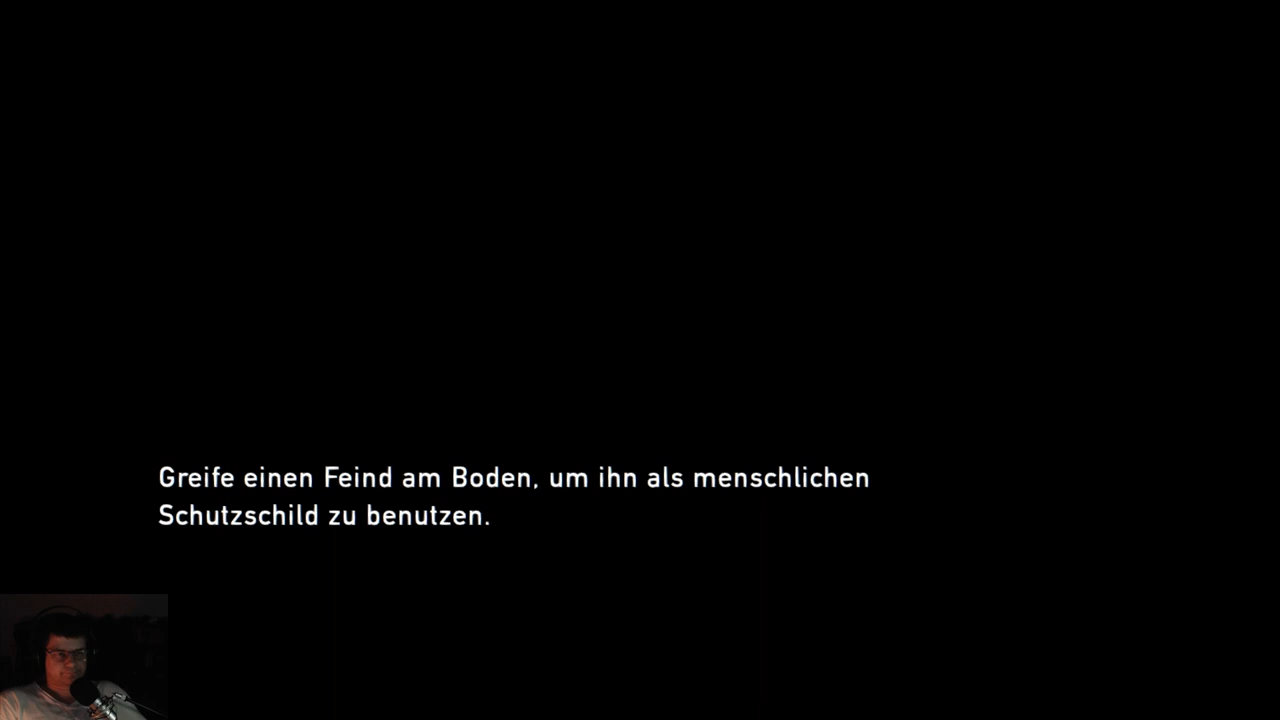 Greife einen Feind am Boden, um ihn als menschlichen
Schutzschild zu benutzen.